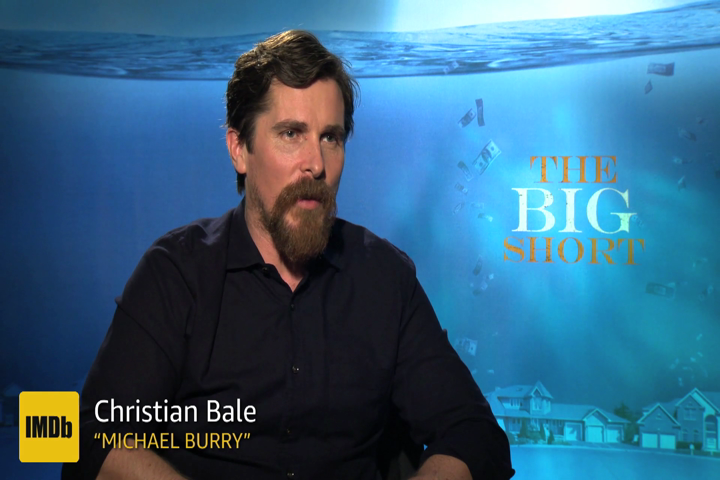 THE
BIG
SHORT
IMDb
Christian Bale
“MICHAEL BURRY”